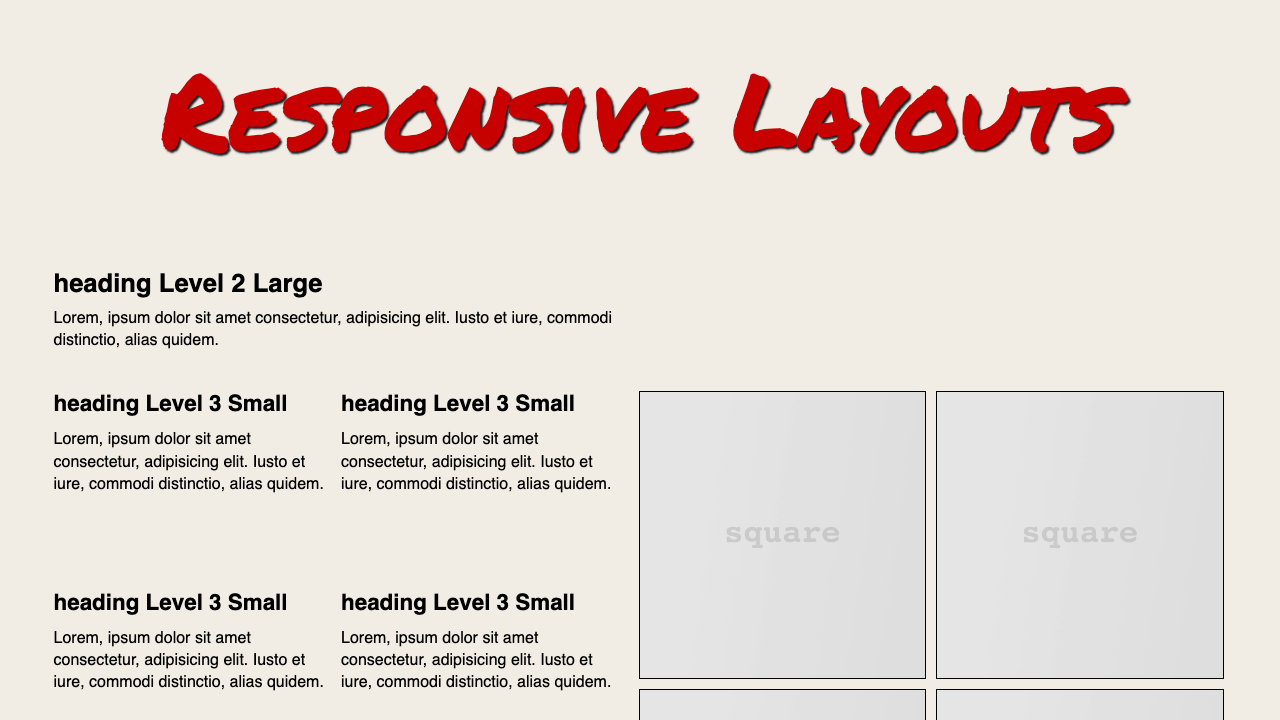 Responsive Layouts
heading Level 2 Large
Lorem, ipsum dolor sit amet consectetur, adipisicing elit. Iusto et iure, commodi
distinctio, alias quidem.
heading Level 3 Small
Lorem, ipsum dolor sit amet
consectetur, adipisicing elit. Iusto et
iure, commodi distinctio, alias quidem.
heading Level 3 Small
Lorem, ipsum dolor sit amet
consectetur, adipisicing elit. Iusto et
iure, commodi distinctio, alias quidem.
heading Level 3 Small
Lorem, ipsum dolor sit amet
consectetur, adipisicing elit. Iusto et
iure, commodi distinctio, alias quidem.
heading Level 3 Small
Lorem, ipsum dolor sit amet
consectetur, adipisicing elit. Iusto et
iure, commodi distinctio, alias quidem.
square
square